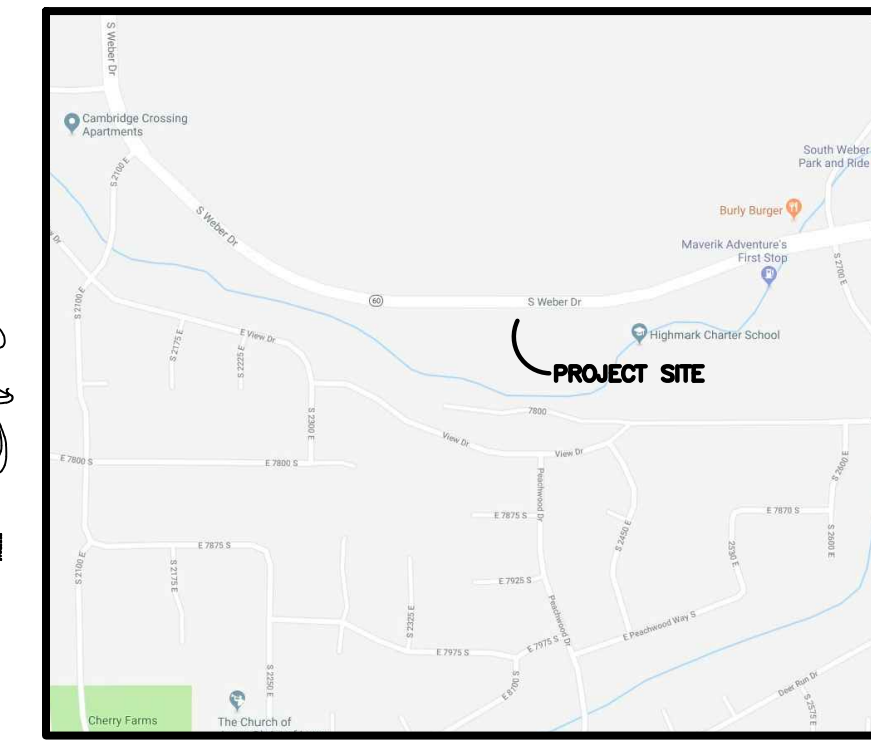 S Weber Dr
Cambridge Crossing
Apartments
S 2100 E
South Weber
Park and Ride
Burly Burger
S Weber Dr
Maverik Adventure's
First Stop
S 2700 E
S 2100 E
60
S Weber Dr
Highmark Charter School
E View Dr
S 2175 E
S 2225 E
PROJECT SITE
S 2300 E
7800
View Dr
View Dr
E 7800 S
E 7800 S
S 2600 E
Peachwood Dr
E 7875 S
E 7870 S
S 2450 E
2530 E
S 2600 E
E 7875 S
S 2100 E
S 2175 E
E 7925 S
S 2325 E
Peachwood Dr
E Peachwood Way S
E 7975 S
E 7975 S
S 2250 E
E 8100 S
Deer Run Dr
S 2575 E
Cherry Farms
The Church of